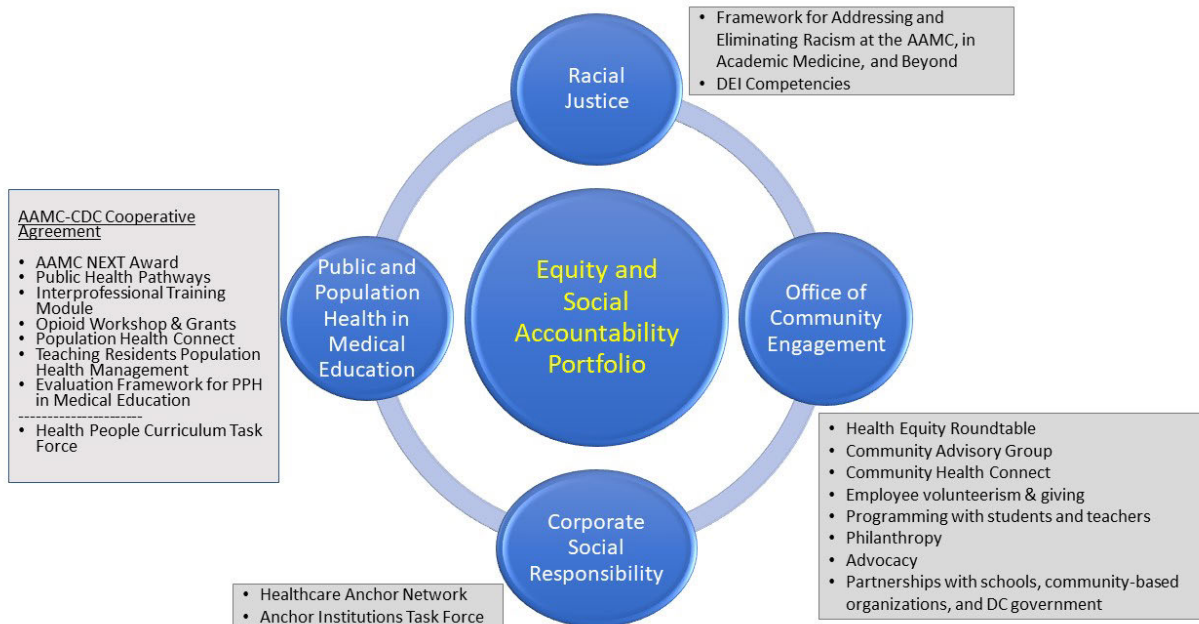 Racial
Justice
• Framework for Addressing and
Eliminating Racism at the AAMC, in
Academic Medicine, and Beyond
• DEI Competencies
AAMC-CDC Cooperative
Agreement
• AAMC NEXT Award
• Public Health Pathways
• Interprofessional Training
Module
• Opioid Workshop & Grants
• Population Health Connect
• Teaching Residents Population
Health Management
• Evaluation Framework for PPH
in Medical Education
---------------------
• Health People Curriculum Task
Force
Public and
Population
Health in
Medical
Education
Equity and
Social
Accountability
Portfolio
Office of
Community
Engagement
• Health Equity Roundtable
• Community Advisory Group
• Community Health Connect
• Employee volunteerism & giving
• Programming with students and teachers
• Philanthropy
• Advocacy
• Partnerships with schools, community-based
organizations, and DC government
Corporate
Social
Responsibility
• Healthcare Anchor Network
• Anchor Institutions Task Force